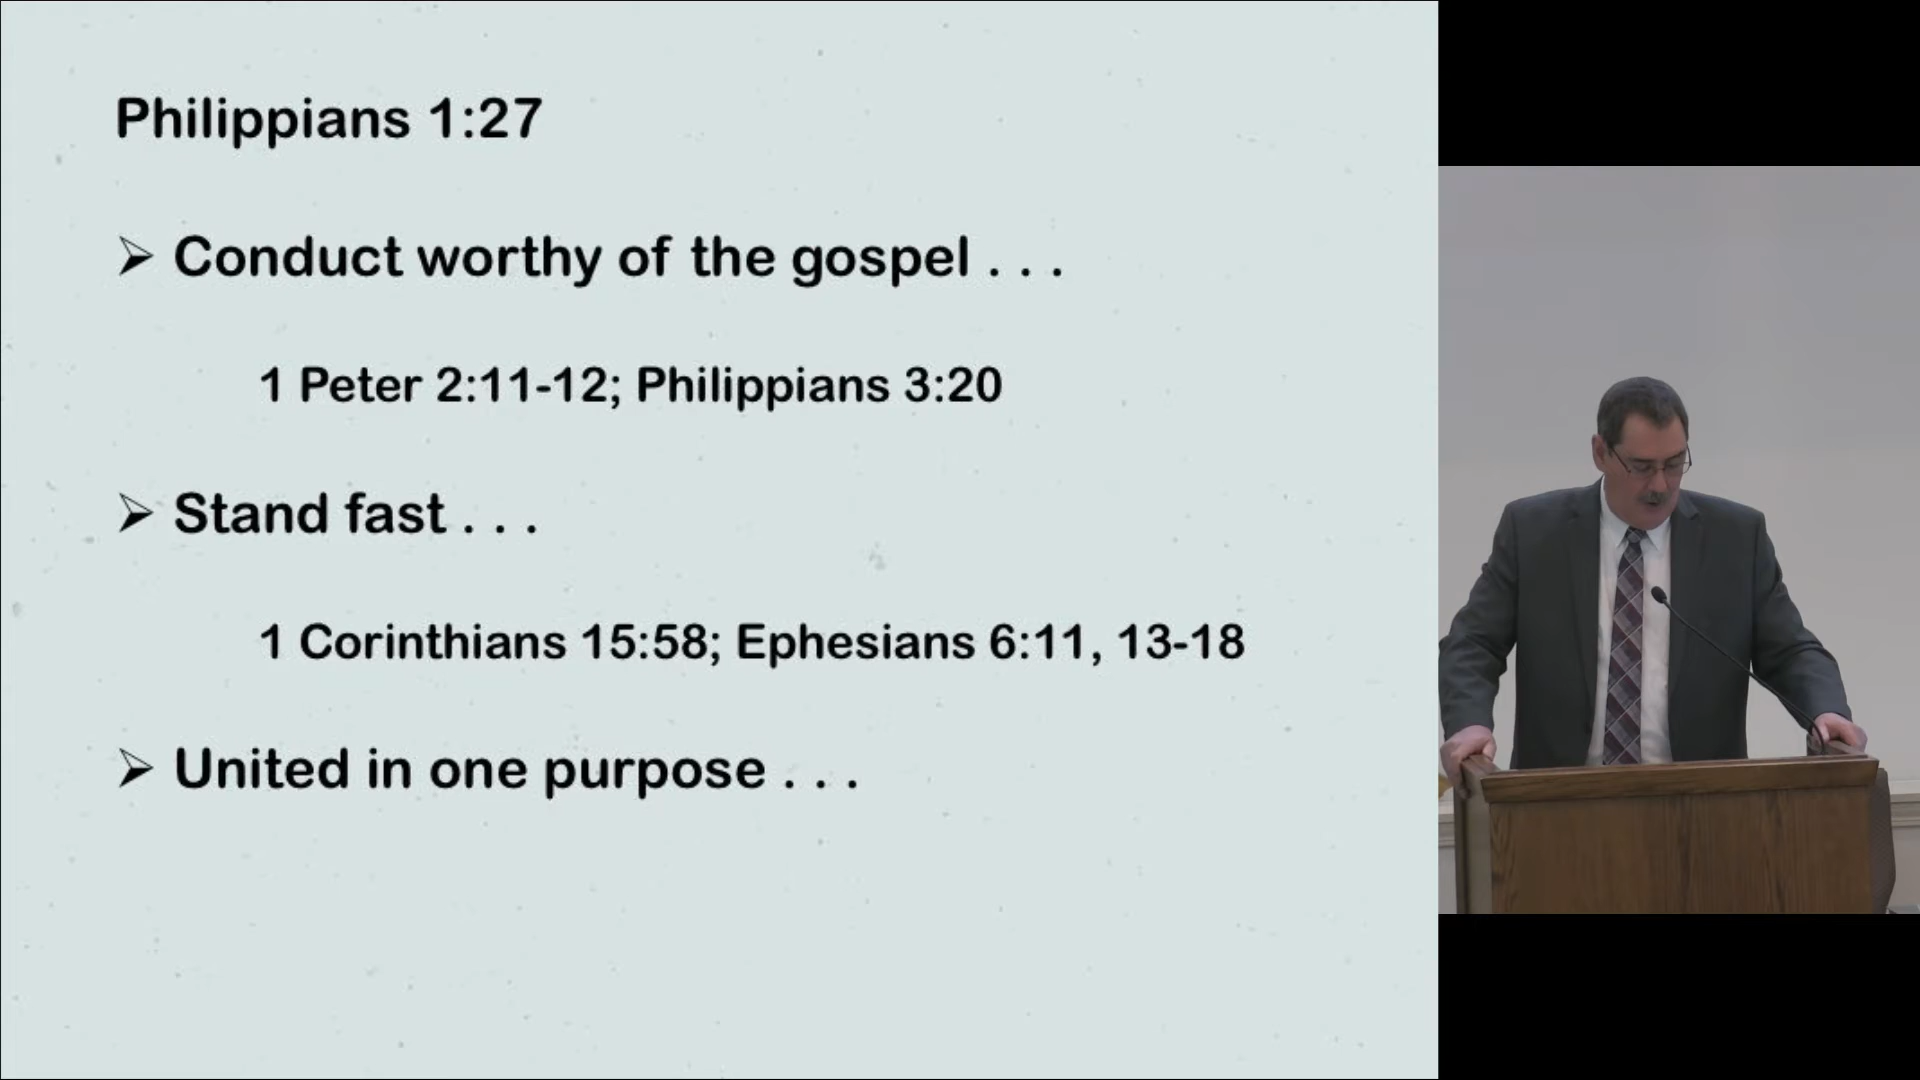 Philippians 1:27
➢ Conduct worthy of the gospel . . .
1 Peter 2:11-12; Philippians 3:20
➢ Stand fast . . .
1 Corinthians 15:58; Ephesians 6:11, 13-18
➢ United in one purpose . . .